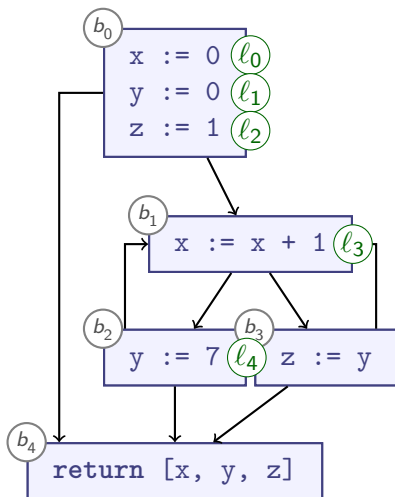 b0
x := 0 ℓ0
y := 0 ℓ1
z := 1 ℓ2
b1
x := x + 1 ℓ3
b2
y := 7 ℓ4
b3
z := y
b4
return [x, y, z]